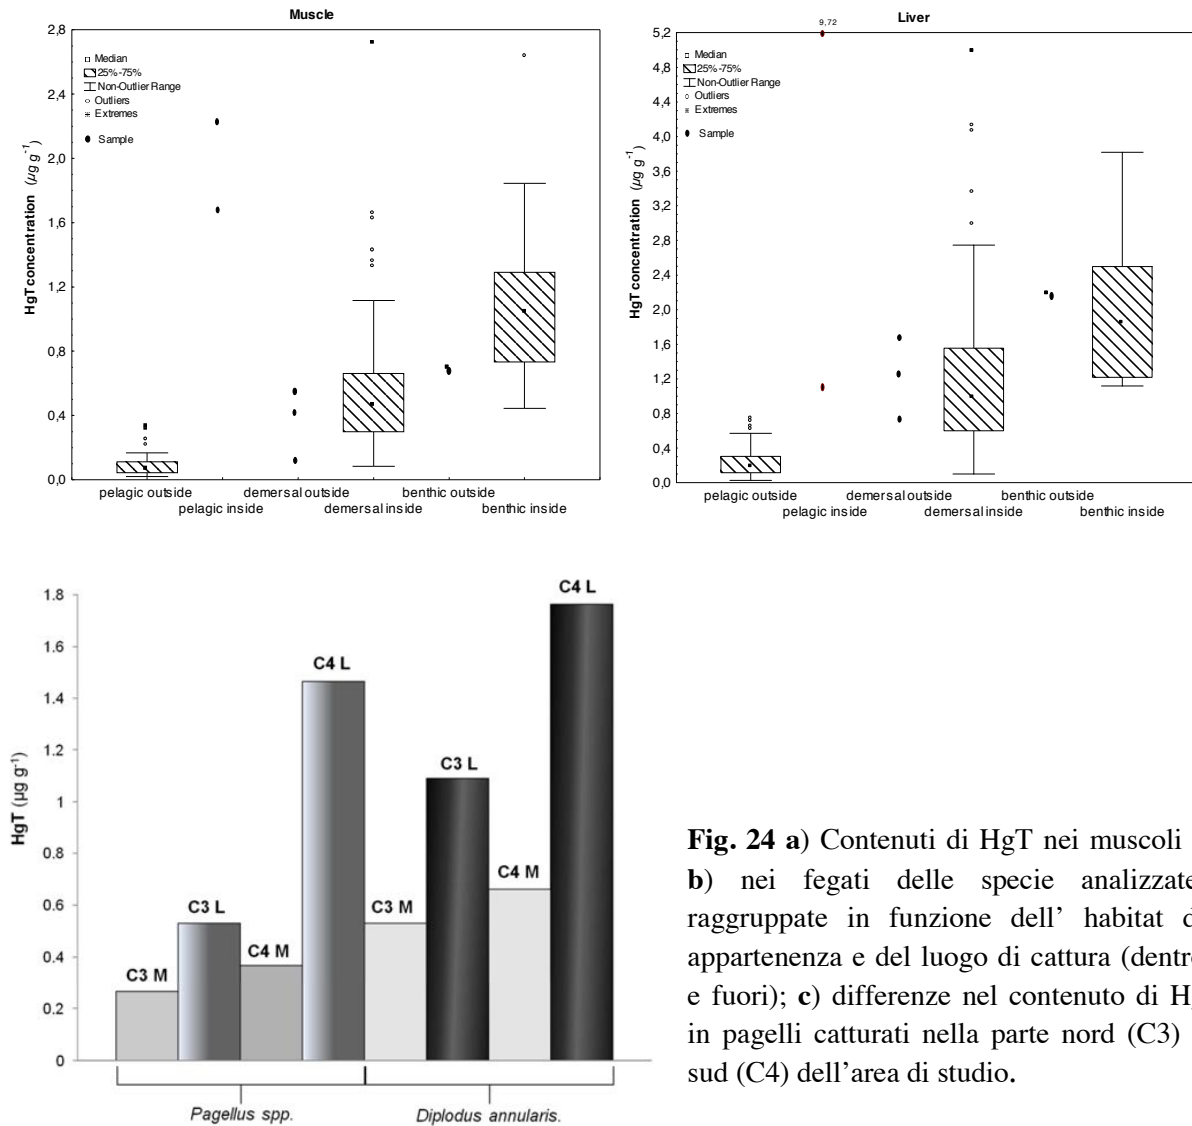 Muscle
2,8
2,4
2,0
1,6
1,2
0,8
0,4
0,0
HgT concentration (µg g-1)
Median
25%-75%
Non-Outlier Range
Outliers
Extremes
Sample
pelagic outside
pelagic inside
demersal outside
demersal inside
benthic outside
benthic inside
Liver
9,72
5,2
4,8
4,4
4,0
3,6
3,2
2,8
2,4
2,0
1,6
1,2
0,8
0,4
0,0
HgT concentration (µg g-1)
Median
25%-75%
Non-Outlier Range
Outliers
Extremes
Sample
pelagic outside
pelagic inside
demersal outside
demersal inside
benthic outside
benthic inside
1.8
1.6
1.4
1.2
1
0.8
0.6
0.4
0.2
0
HgT (µg g-1)
C3 M
C3 L
C4 M
C4 L
C3 M
C3 L
C4 M
C4 L
Pagellus spp.
Diplodus annularis.
Fig. 24 a) Contenuti di HgT nei muscoli
b) nei fegati delle specie analizzate
raggruppate in funzione dell' habitat d
appartenenza e del luogo di cattura (dentro
e fuori); c) differenze nel contenuto di H
in pagelli catturati nella parte nord (C3)
sud (C4) dell'area di studio.